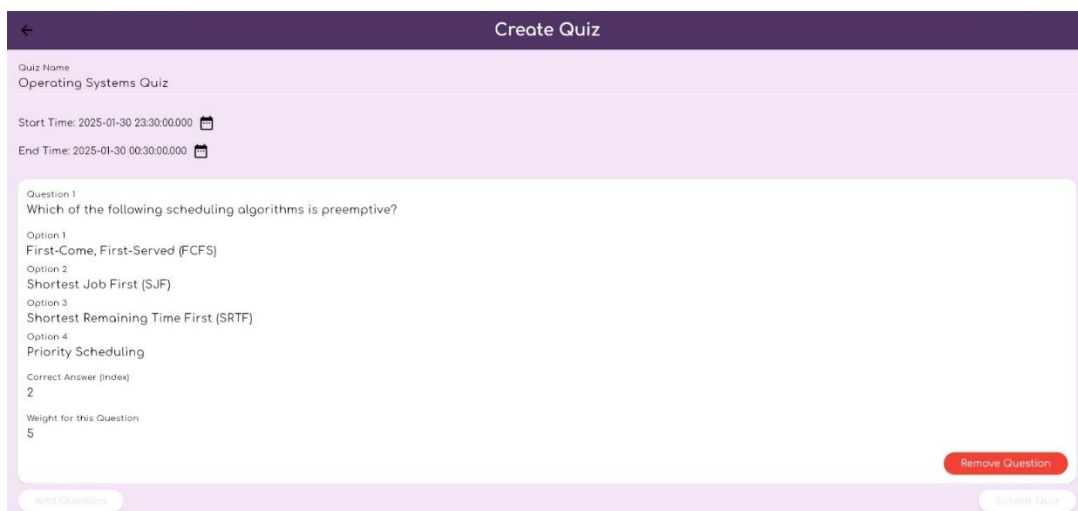 Create Quiz
Quiz Name
Operating Systems Quiz
Start Time: 2025-01-30 23:30:00.000
End Time: 2025-01-30 00:30:00.000
Question 1
Which of the following scheduling algorithms is preemptive?
Option 1
First-Come, First-Served (FCFS)
Option 2
Shortest Job First (SJF)
Option 3
Shortest Remaining Time First (SRTF)
Option 4
Priority Scheduling
Correct Answer (Index)
2
Weight for this Question
5
Remove Question
Add Question
Submit Quiz